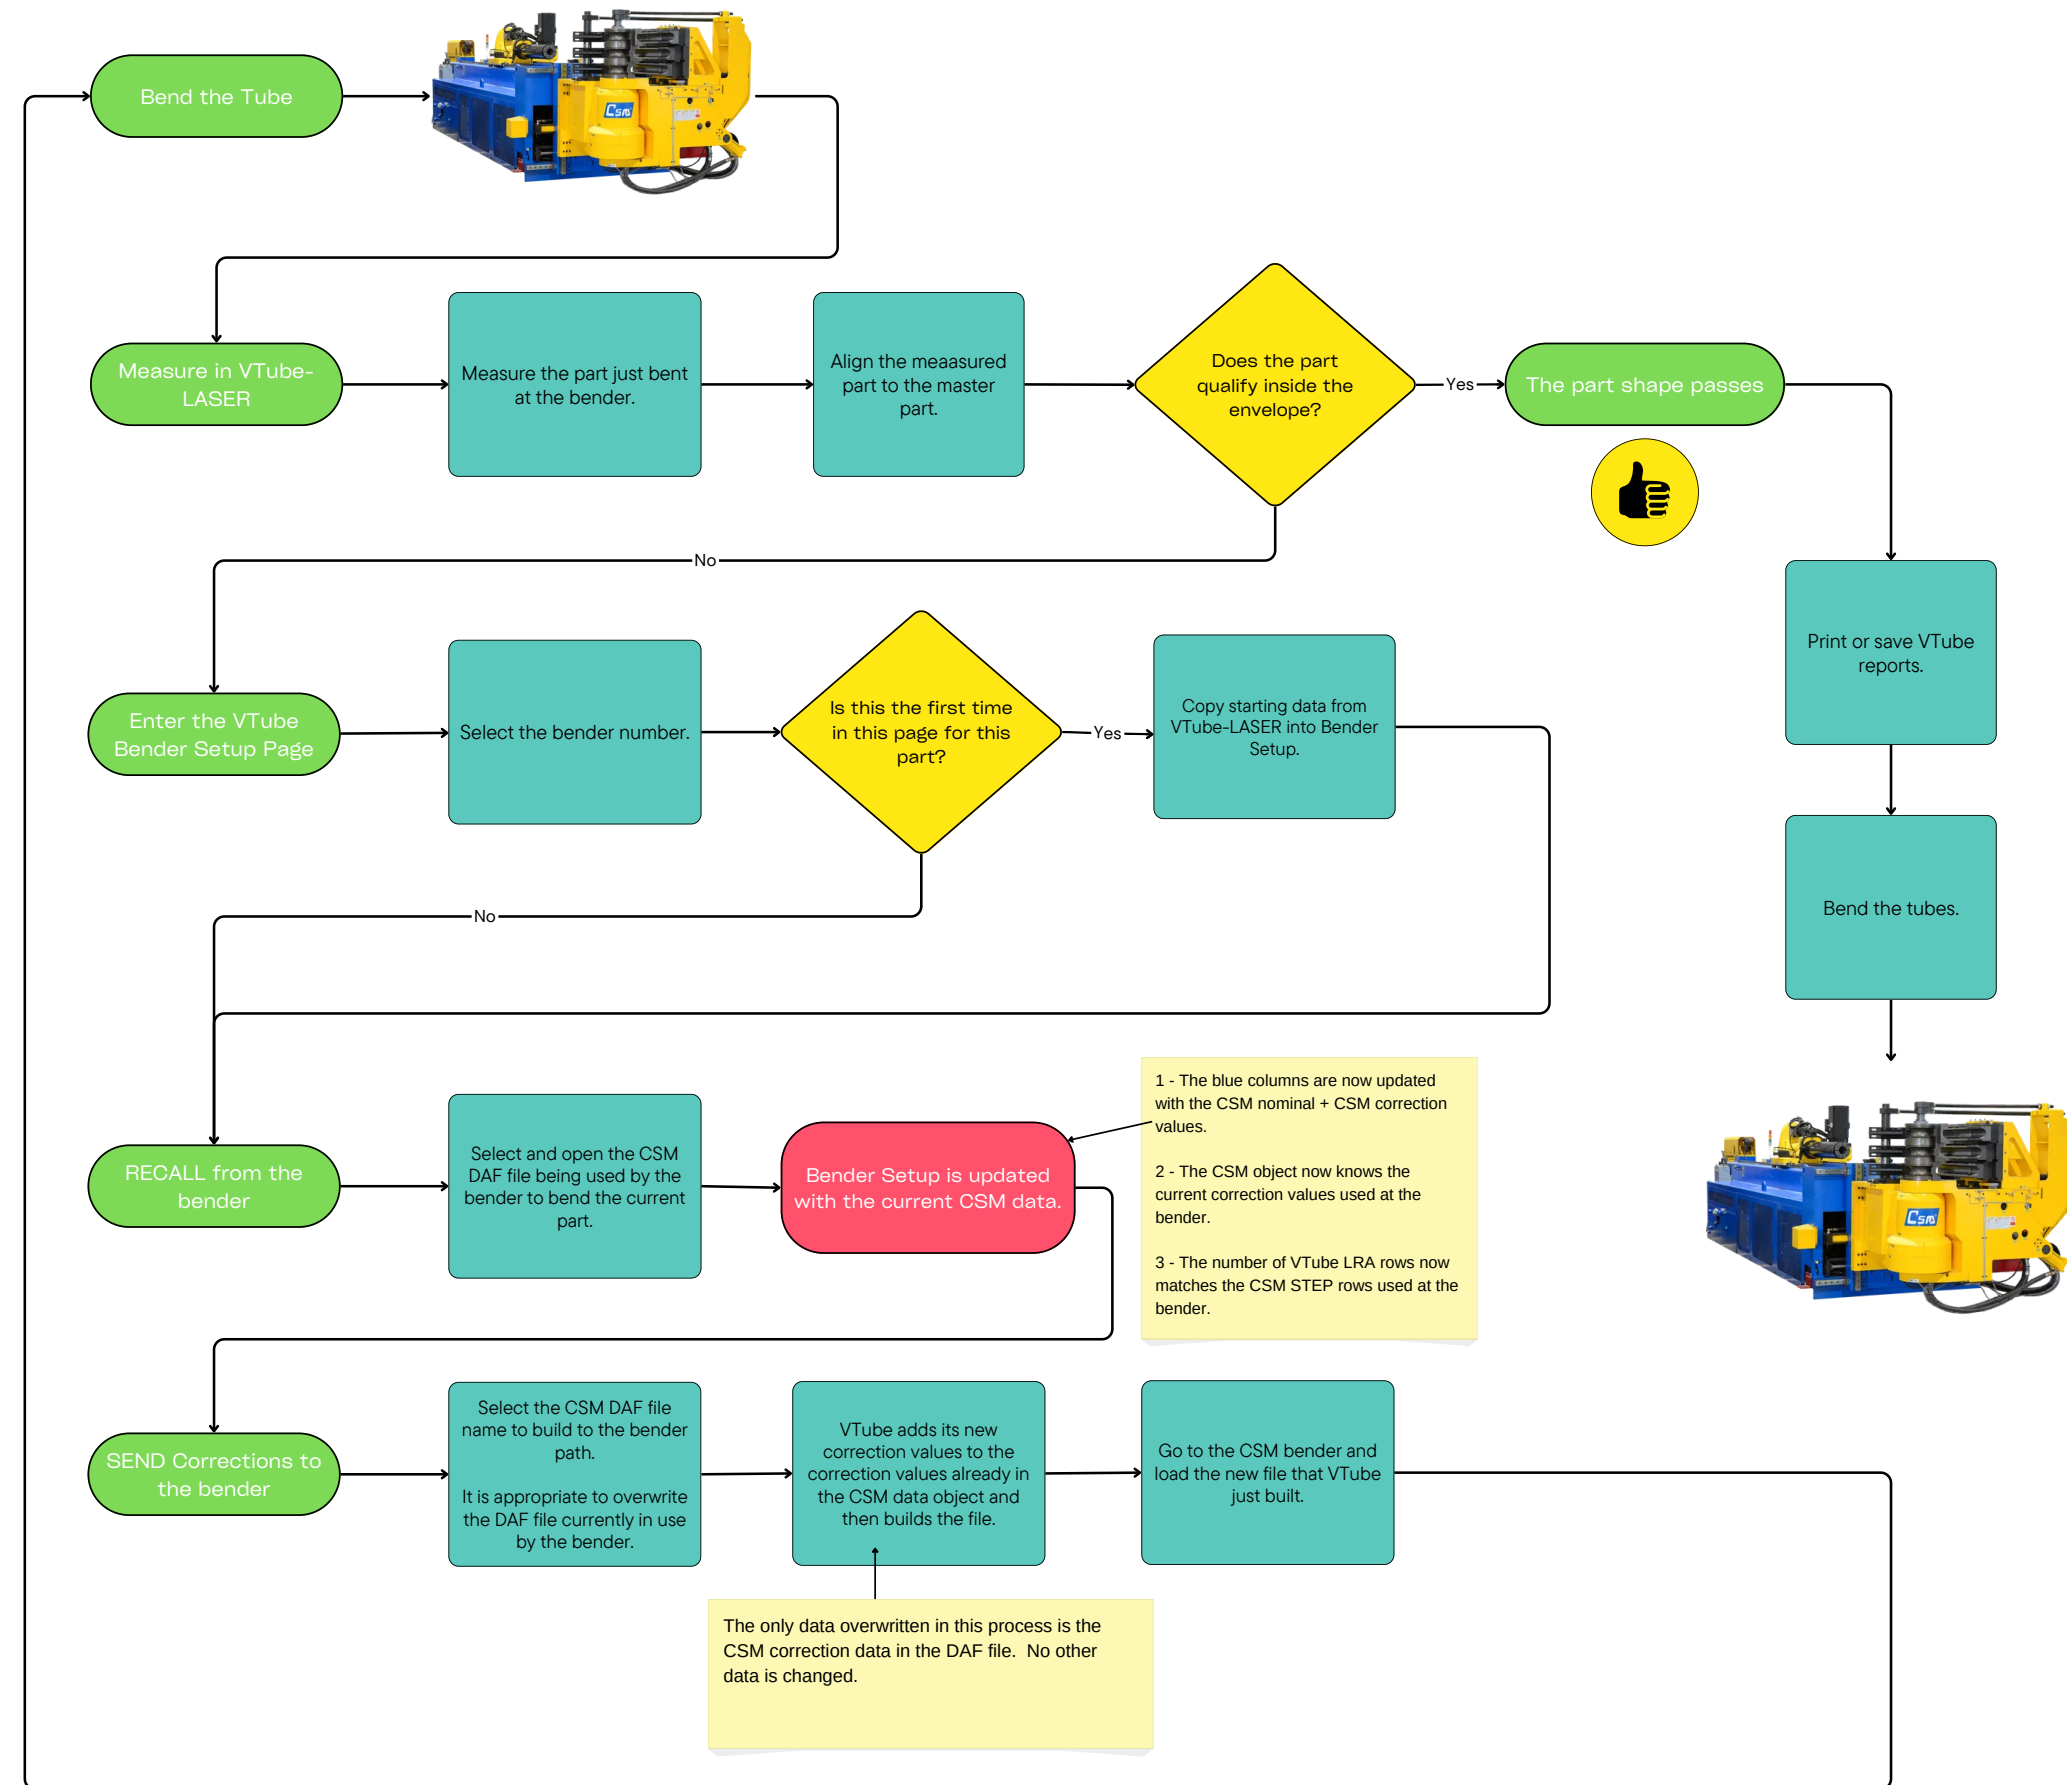 Bend the Tube
CSM
Measure in VTube-
LASER
Measure the part just bent
at the bender.
Align the meaasured
part to the master
part.
Does the part
qualify inside the
envelope?
Yes
The part shape passes
No
Print or save VTube
reports.
Enter the VTube
Bender Setup Page
Select the bender number.
Is this the first time
in this page for this
part?
Yes
Copy starting data from
VTube-LASER into Bender
Setup.
Bend the tubes.
No
RECALL from the
bender
Select and open the CSM
DAF file being used by the
bender to bend the current
part.
Bender Setup is updated
with the current CSM data.
1 - The blue columns are now updated
with the CSM nominal + CSM correction
values.
2 - The CSM object now knows the
current correction values used at the
bender.
3 - The number of VTube LRA rows now
matches the CSM STEP rows used at the
bender.
CSM
SEND Corrections to
the bender
Select the CSM DAF file
name to build to the bender
path.
It is appropriate to overwrite
the DAF file currently in use
by the bender.
VTube adds its new
correction values to the
correction values already in
the CSM data object and
then builds the file.
Go to the CSM bender and
load the new file that VTube
just built.
The only data overwritten in this process is the
CSM correction data in the DAF file.  No other
data is changed.